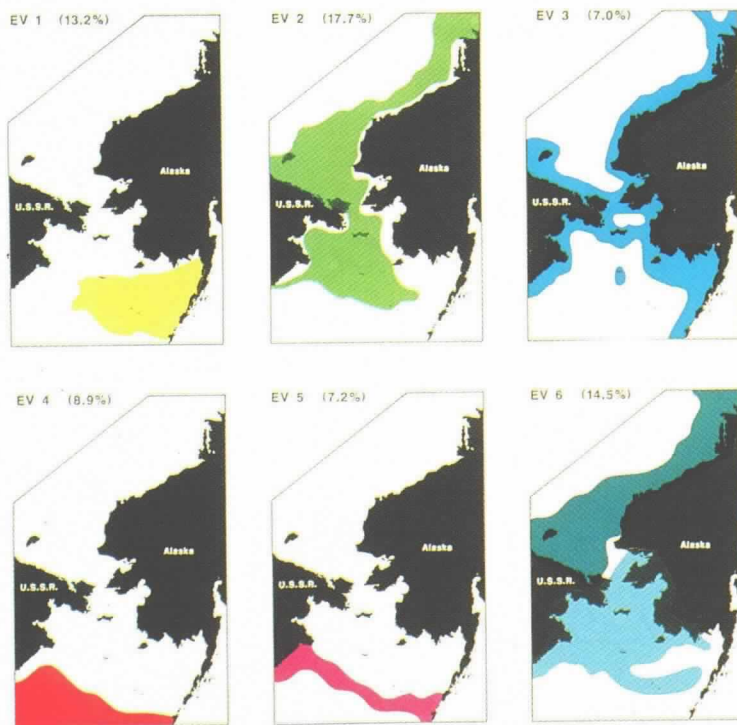 EV 1 (13.2%)
Alaska
U.S.S.R.
EV 2 (17.7%)
Alaska
U.S.S.R.
EV 3 (7.0%)
Alaska
U.S.S.R.
EV 4 (8.9%)
Alaska
U.S.S.R.
EV 5 (7.2%)
Alaska
U.S.S.R.
EV 6 (14.5%)
Alaska
U.S.S.R.